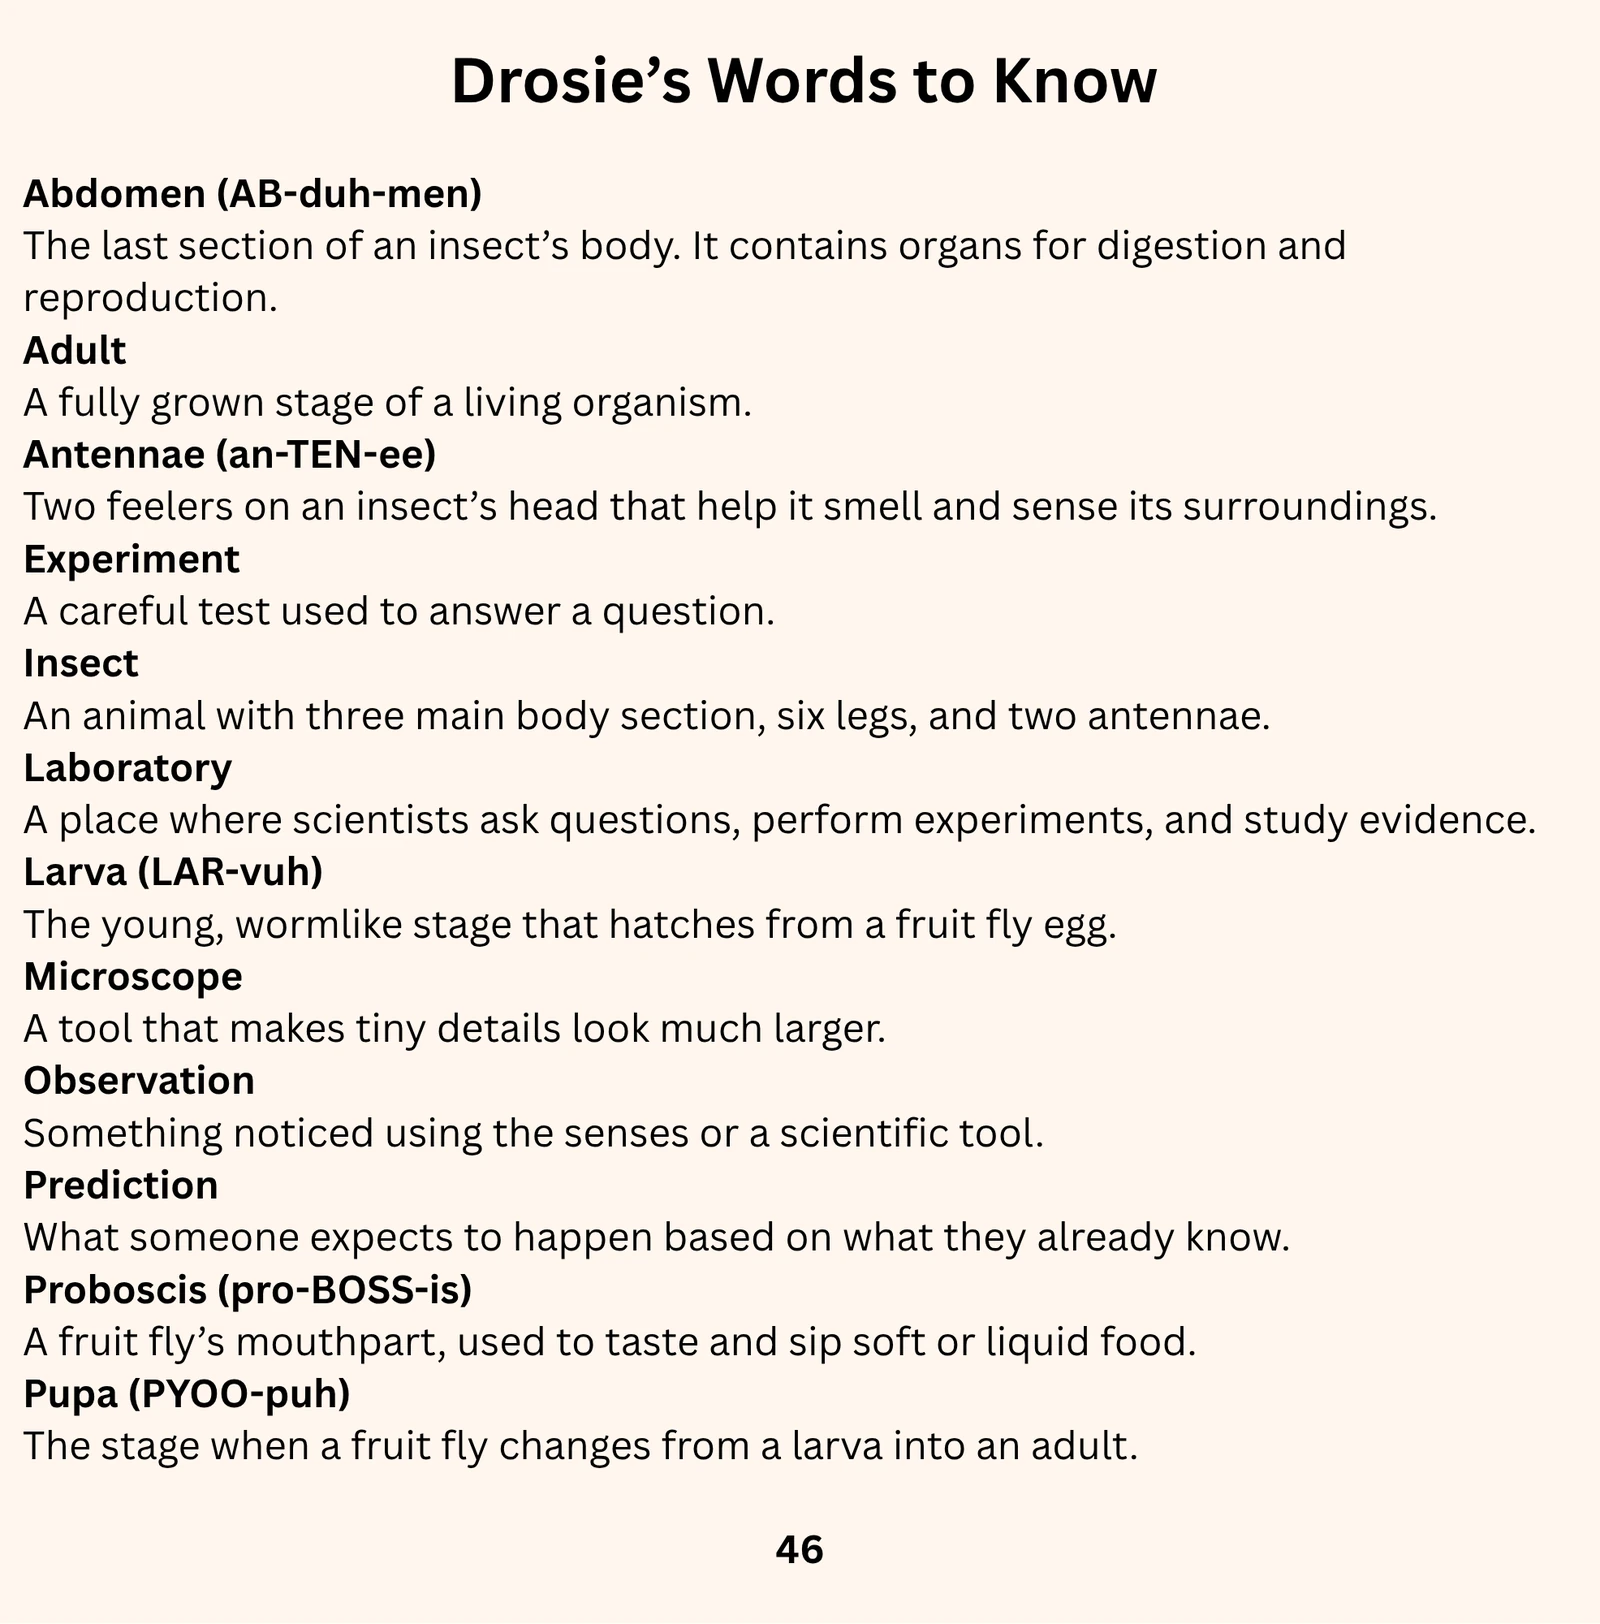 Drosie’s Words to Know
Abdomen (AB-duh-men)
The last section of an insect’s body. It contains organs for digestion and
reproduction.
Adult
A fully grown stage of a living organism.
Antennae (an-TEN-ee)
Two feelers on an insect’s head that help it smell and sense its surroundings.
Experiment
A careful test used to answer a question.
Insect
An animal with three main body section, six legs, and two antennae.
Laboratory
A place where scientists ask questions, perform experiments, and study evidence.
Larva (LAR-vuh)
The young, wormlike stage that hatches from a fruit fly egg.
Microscope
A tool that makes tiny details look much larger.
Observation
Something noticed using the senses or a scientific tool.
Prediction
What someone expects to happen based on what they already know.
Proboscis (pro-BOSS-is)
A fruit fly’s mouthpart, used to taste and sip soft or liquid food.
Pupa (PYOO-puh)
The stage when a fruit fly changes from a larva into an adult.
46